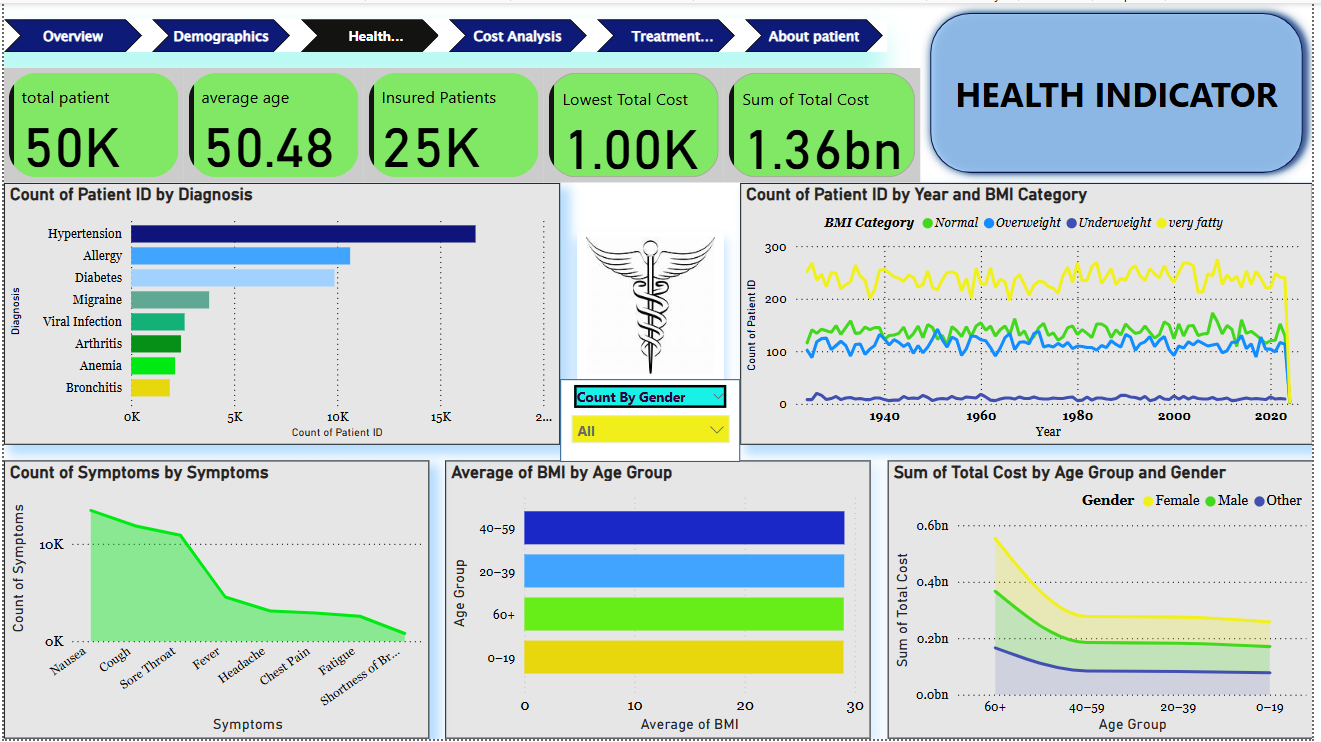 Overview
Demographics
Health...
Cost Analysis
Treatment...
About patient
HEALTH INDICATOR
total patient
50K
average age
50.48
Insured Patients
25K
Lowest Total Cost
1.00K
Sum of Total Cost
1.36bn
Count of Patient ID by Diagnosis
Diagnosis
Hypertension
Allergy
Diabetes
Migraine
Viral Infection
Arthritis
Anemia
Bronchitis
0K 5K 10K 15K 2...
Count of Patient ID
Count By Gender
All
Count of Patient ID by Year and BMI Category
BMI Category Normal Overweight Underweight very fatty
Count of Patient ID
300
200
100
0
1940 1960 1980 2000 2020
Year
Count of Symptoms by Symptoms
Count of Symptoms
10K
0K
Nausea
Cough
Sore Throat
Fever
Headache
Chest Pain
Fatigue
Shortness of Br...
Symptoms
Average of BMI by Age Group
Age Group
40–59
20–39
60+
0–19
0 10 20 30
Average of BMI
Sum of Total Cost by Age Group and Gender
Gender Female Male Other
Sum of Total Cost
0.6bn
0.4bn
0.2bn
0.0bn
60+ 40–59 20–39 0–19
Age Group